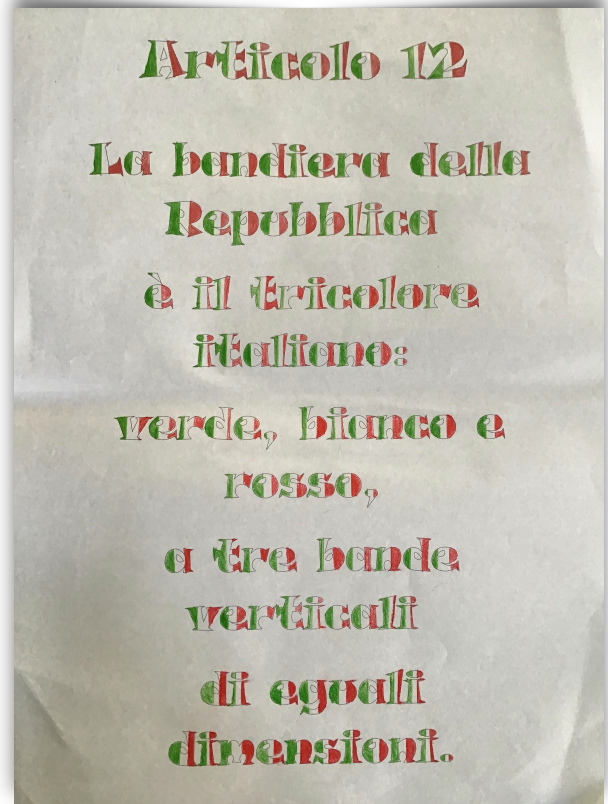 Articolo 12
La bandiera della
Repubblica
è il tricolore
italiano:
verde, bianco e
rosso,
a tre bande
verticali
di eguali
dimensioni.